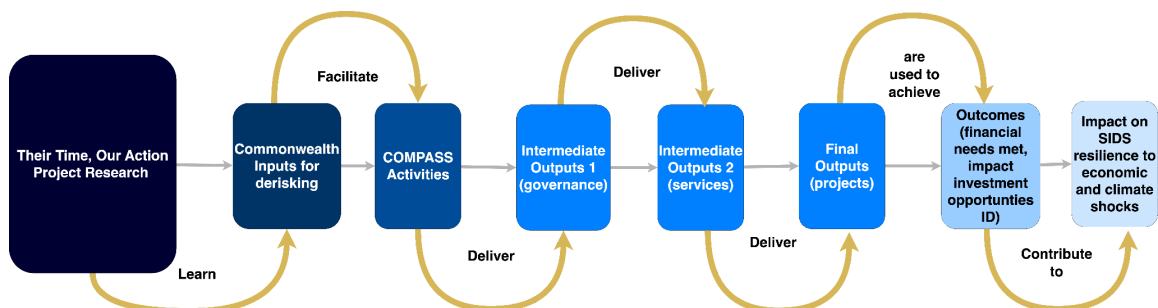 Their Time, Our Action
Project Research
Learn
Commonwealth
Inputs for
derisking
Facilitate
COMPASS
Activities
Deliver
Intermediate
Outputs 1
(governance)
Deliver
Intermediate
Outputs 2
(services)
Deliver
Final
Outputs
(projects)
are
used to
achieve
Outcomes
(financial
needs met,
impact
investment
opportunties
ID)
Contribute
to
Impact on
SIDS
resilience to
economic
and climate
shocks